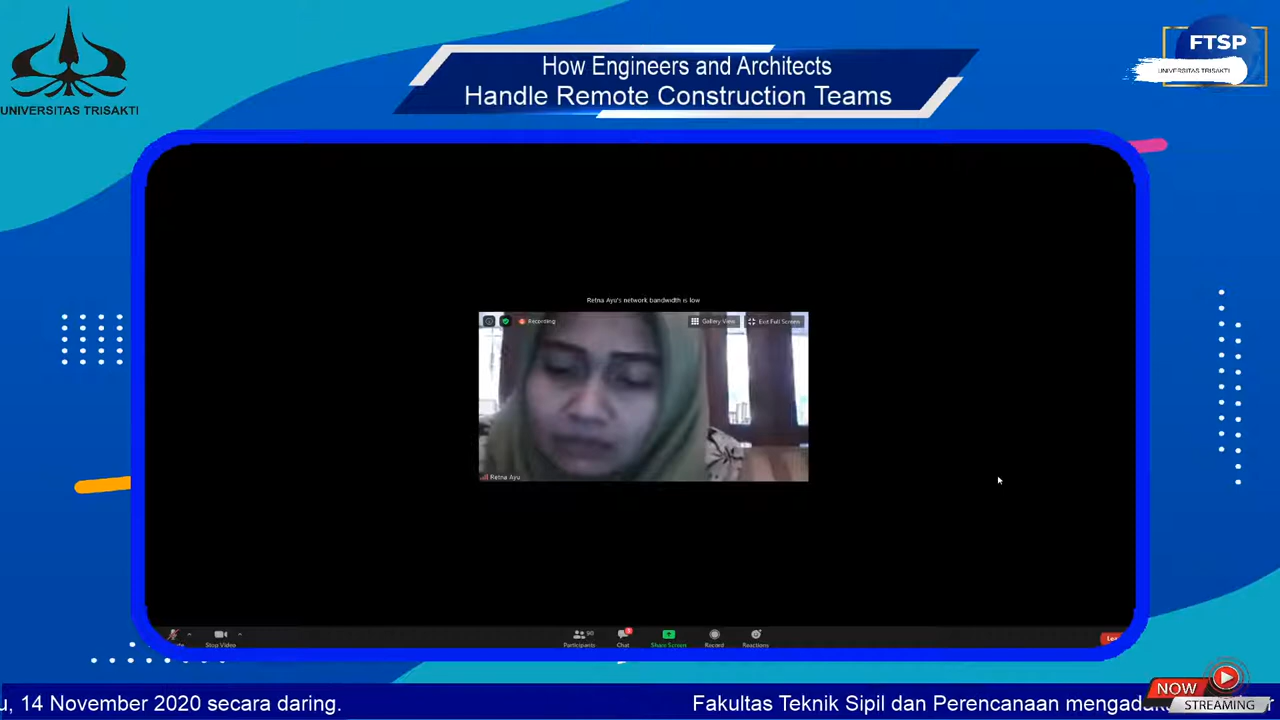 UNIVERSITAS TRISAKTI
How Engineers and Architects
Handle Remote Construction Teams
FTSP
UNIVERSITAS TRISAKTI
Retna Ayu's network bandwidth is low
Recording
Gallery View
Exit Full Screen
Retna Ayu
Stop Video
Participants
90
Chat
Share Screen
Record
Reactions
u, 14 November 2020 secara daring.
Fakultas Teknik Sipil dan Perencanaan mengadak
NOW
STREAMING